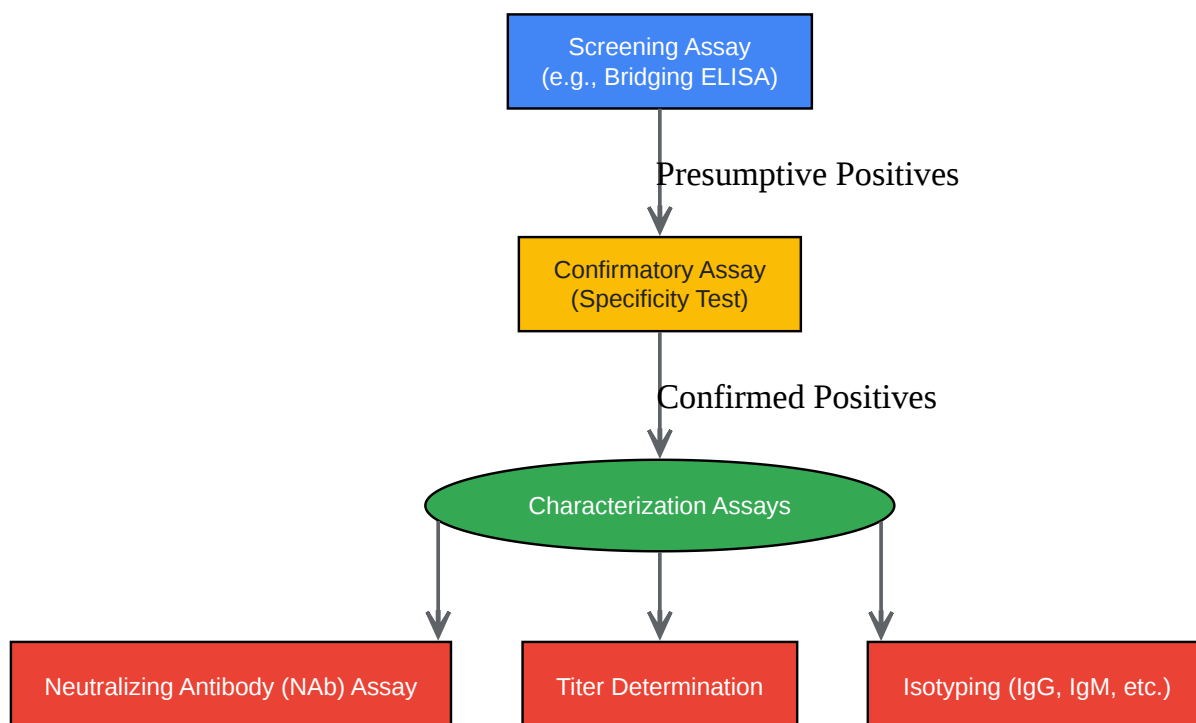 Screening Assay
(e.g., Bridging ELISA)
Presumptive Positives
Confirmatory Assay
(Specificity Test)
Confirmed Positives
Characterization Assays
Neutralizing Antibody (NAb) Assay
Titer Determination
Isotyping (IgG, IgM, etc.)